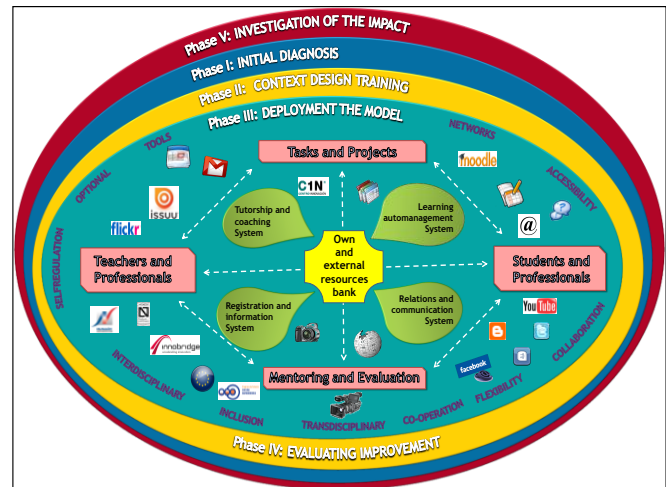 Phase V: INVESTIGATION OF THE IMPACT
Phase I: INITIAL DIAGNOSIS
Phase II: CONTEXT DESIGN TRAINING
Phase III: DEPLOYMENT THE MODEL
TOOLS
NETWORKS
OPTIONAL
ACCESSIBILITY
SELFREGULATION
Tasks and Projects
moodle
C1N
issuu
flickr
@
Tutorship and
coaching
System
Learning
automanagement
System
Teachers and
Professionals
Own
and
external
resources
bank
Students and
Professionals
Registration and
information
System
Relations and
communication
System
YouTube
innobridge
facebook
Mentoring and Evaluation
COLLABORATION
INTERDISCIPLINARY
INCLUSION
TRANSDISCIPLINARY
CO-OPERATION
FLEXIBILITY
Phase IV: EVALUATING IMPROVEMENT